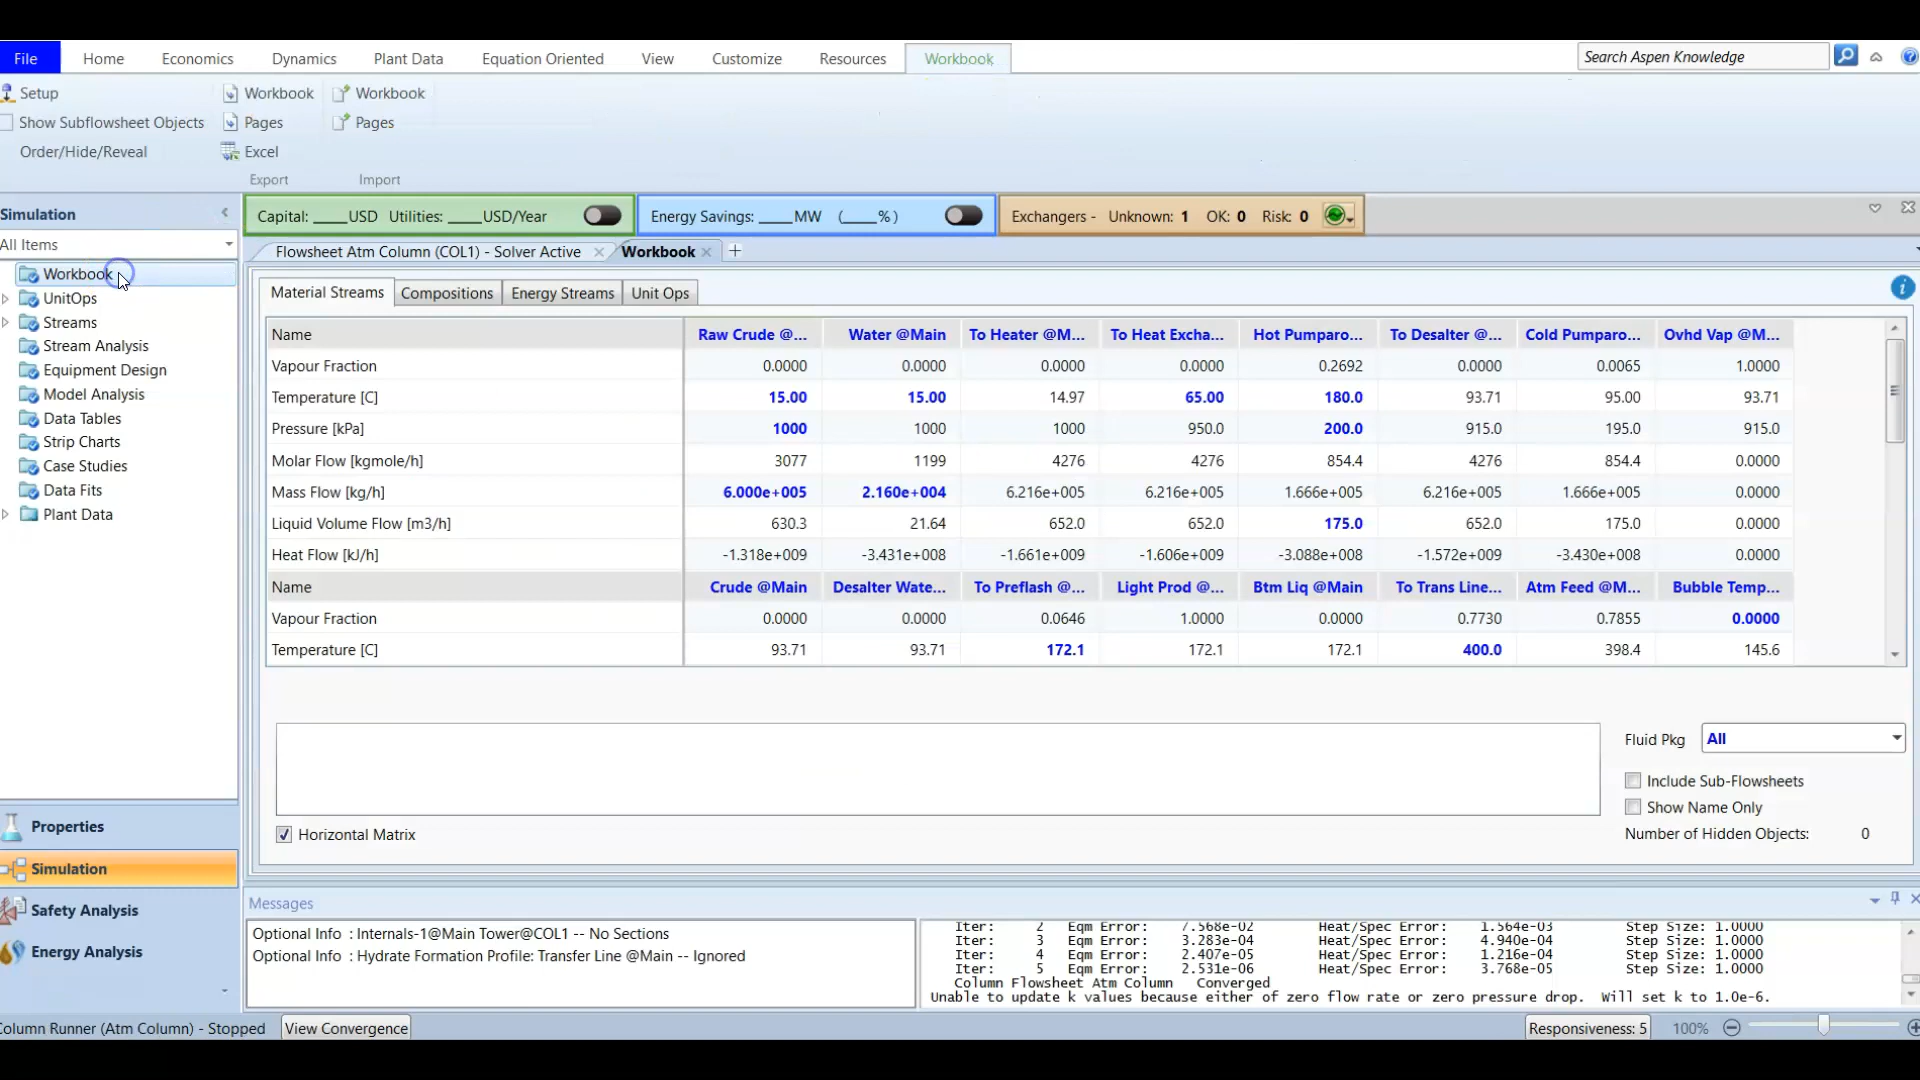 File Home Economics Dynamics Plant Data Equation Oriented View Customize Resources Workbook Search Aspen Knowledge
Setup Workbook Workbook
Show Subflowsheet Objects Pages Pages
Order/Hide/Reveal Excel
Export Import
Simulation Capital: ____USD Utilities: ____USD/Year Energy Savings: ____MW (____%) Exchangers - Unknown: 1 OK: 0 Risk: 0
All Items Flowsheet Atm Column (COL1) - Solver Active Workbook
Workbook
UnitOps
Streams
Stream Analysis
Equipment Design
Model Analysis
Data Tables
Strip Charts
Case Studies
Data Fits
Plant Data
Properties
Simulation
Safety Analysis
Energy Analysis
Material Streams Compositions Energy Streams Unit Ops
Name Raw Crude @... Water @Main To Heater @M... To Heat Excha... Hot Pumparo... To Desalter @... Cold Pumparo... Ovhd Vap @M...
Vapour Fraction 0.0000 0.0000 0.0000 0.0000 0.2692 0.0000 0.0065 1.0000
Temperature [C] 15.00 15.00 14.97 65.00 180.0 93.71 95.00 93.71
Pressure [kPa] 1000 1000 1000 950.0 200.0 915.0 195.0 915.0
Molar Flow [kgmole/h] 3077 1199 4276 4276 854.4 4276 854.4 0.0000
Mass Flow [kg/h] 6.000e+005 2.160e+004 6.216e+005 6.216e+005 1.666e+005 6.216e+005 1.666e+005 0.0000
Liquid Volume Flow [m3/h] 630.3 21.64 652.0 652.0 175.0 652.0 175.0 0.0000
Heat Flow [kJ/h] -1.318e+009 -3.431e+008 -1.661e+009 -1.606e+009 -3.088e+008 -1.572e+009 -3.430e+008 0.0000
Name Crude @Main Desalter Wate... To Preflash @... Light Prod @... Btm Liq @Main To Trans Line... Atm Feed @M... Bubble Temp...
Vapour Fraction 0.0000 0.0000 0.0646 1.0000 0.0000 0.7730 0.7855 0.0000
Temperature [C] 93.71 93.71 172.1 172.1 172.1 400.0 398.4 145.6
Fluid Pkg All
Include Sub-Flowsheets
Show Name Only
Horizontal Matrix Number of Hidden Objects: 0
Messages
Optional Info : Internals-1@Main Tower@COL1 -- No Sections
Optional Info : Hydrate Formation Profile: Transfer Line @Main -- Ignored
Iter: 2 Eqm Error: 7.568e-02 Heat/Spec Error: 1.564e-03 Step Size: 1.0000
Iter: 3 Eqm Error: 3.283e-04 Heat/Spec Error: 4.940e-04 Step Size: 1.0000
Iter: 4 Eqm Error: 2.407e-05 Heat/Spec Error: 1.216e-04 Step Size: 1.0000
Iter: 5 Eqm Error: 2.531e-06 Heat/Spec Error: 3.768e-05 Step Size: 1.0000
Column Flowsheet Atm Column Converged
Unable to update k values because either of zero flow rate or zero pressure drop. Will set k to 1.0e-6.
Column Runner (Atm Column) - Stopped View Convergence Responsiveness: 5 100%